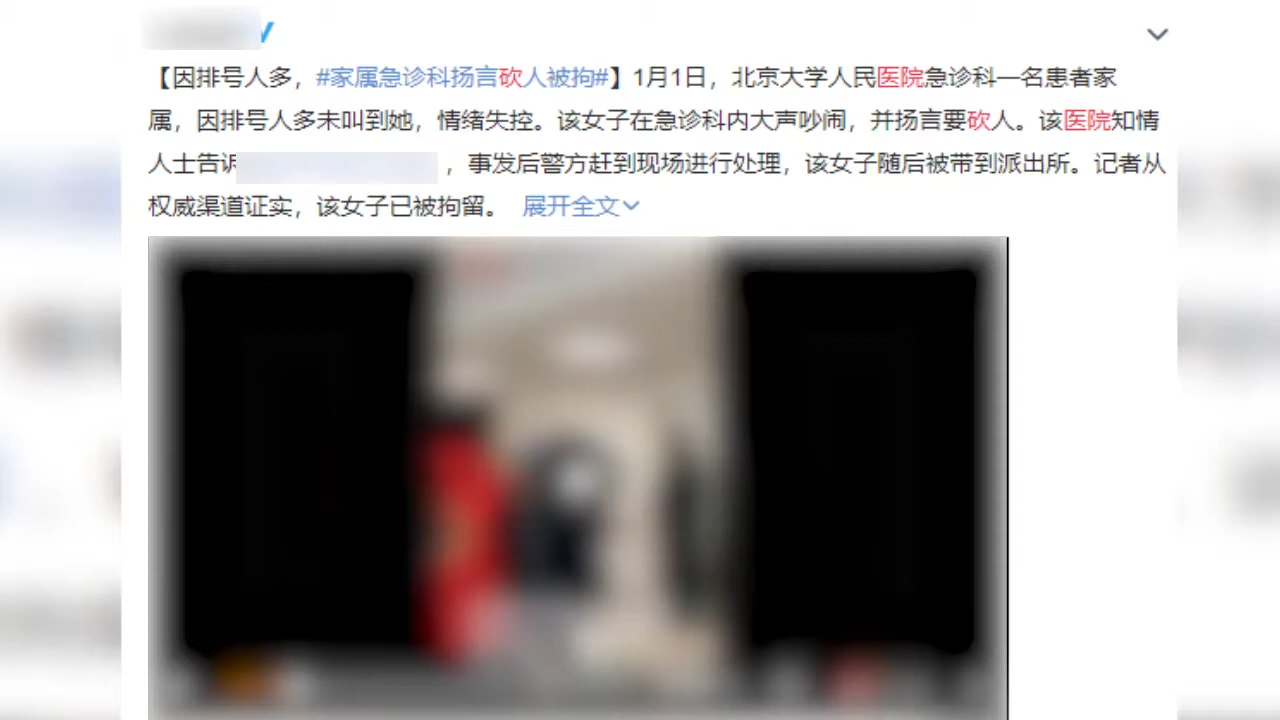 【因排号人多，#家属急诊科扬言砍人被拘#】1月1日，北京大学人民医院急诊科一名患者家
属，因排号人多未叫到她，情绪失控。该女子在急诊科内大声吵闹，并扬言要砍人。该医院知情
人士告诉，事发后警方赶到现场进行处理，该女子随后被带到派出所。记者从
权威渠道证实，该女子已被拘留。 展开全文